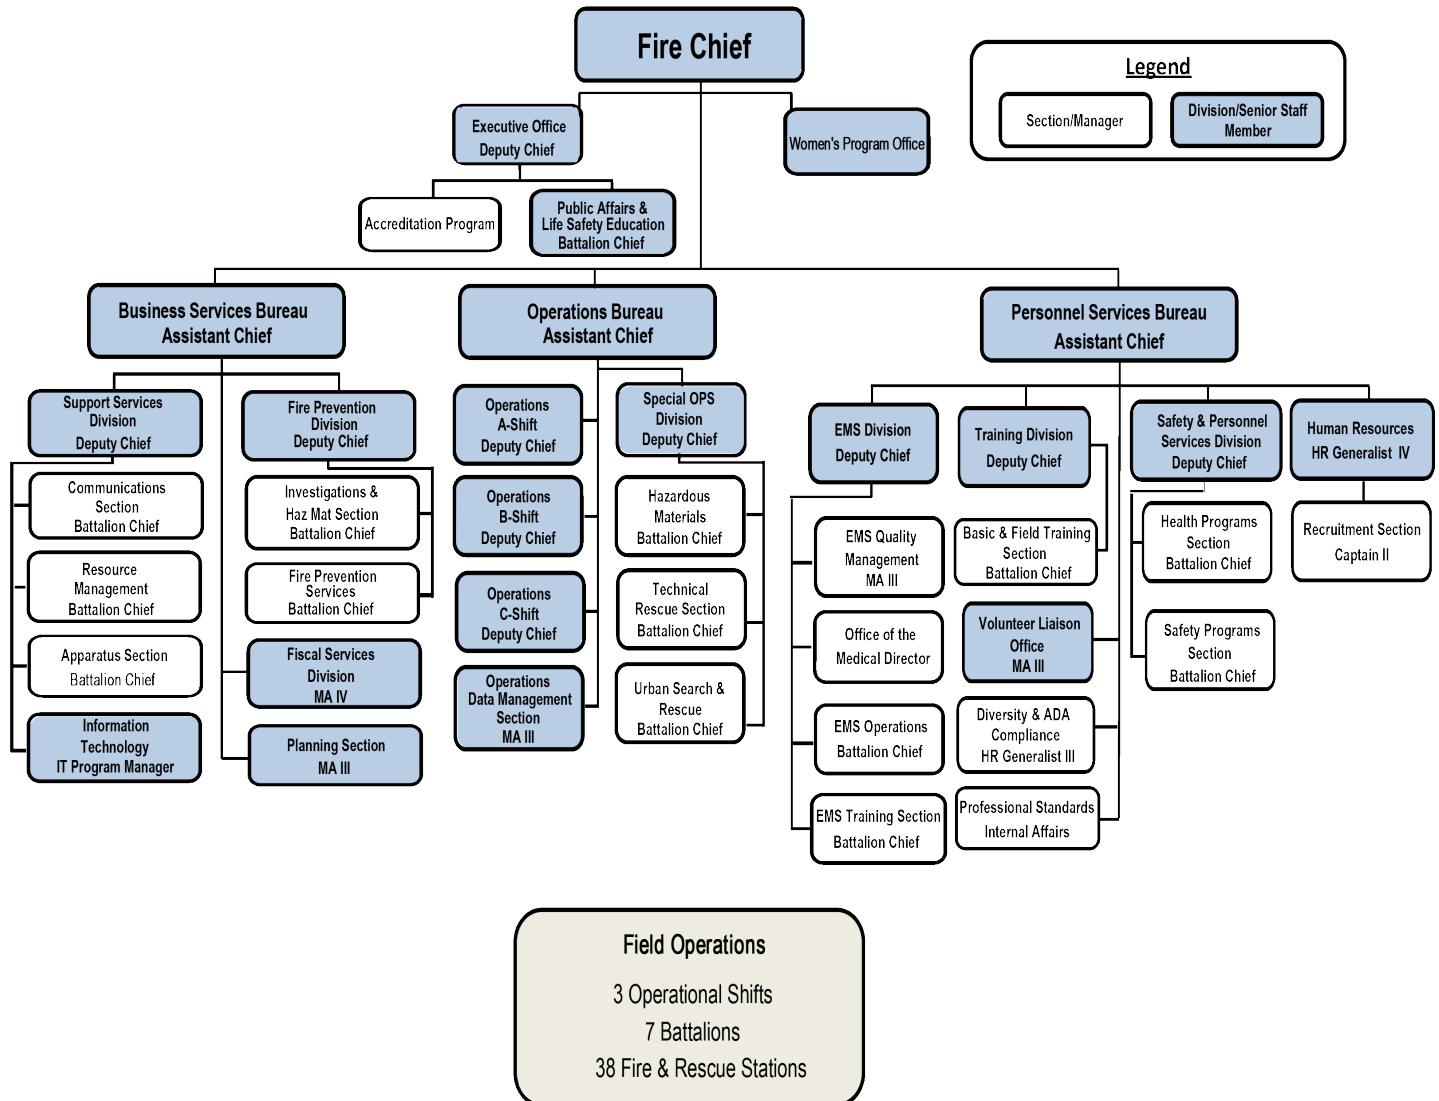 Fire Chief
Legend
Section/Manager
Division/Senior Staff
Member
Executive Office
Deputy Chief
Women's Program Office
Accreditation Program
Public Affairs &
Life Safety Education
Battalion Chief
Business Services Bureau
Assistant Chief
Operations Bureau
Assistant Chief
Personnel Services Bureau
Assistant Chief
Support Services
Division
Deputy Chief
Communications
Section
Battalion Chief
Resource
Management
Battalion Chief
Apparatus Section
Battalion Chief
Information
Technology
IT Program Manager
Fire Prevention
Division
Deputy Chief
Investigations &
Haz Mat Section
Battalion Chief
Fire Prevention
Services
Battalion Chief
Fiscal Services
Division
MA IV
Planning Section
MA III
Operations
A-Shift
Deputy Chief
Operations
B-Shift
Deputy Chief
Operations
C-Shift
Deputy Chief
Operations
Data Management
Section
MA III
Special OPS
Division
Deputy Chief
Hazardous
Materials
Battalion Chief
Technical
Rescue Section
Battalion Chief
Urban Search &
Rescue
Battalion Chief
EMS Division
Deputy Chief
EMS Quality
Management
MA III
Office of the
Medical Director
EMS Operations
Battalion Chief
EMS Training Section
Battalion Chief
Training Division
Deputy Chief
Basic & Field Training
Section
Battalion Chief
Volunteer Liaison
Office
MA III
Diversity & ADA
Compliance
HR Generalist III
Professional Standards
Internal Affairs
Safety & Personnel
Services Division
Deputy Chief
Health Programs
Section
Battalion Chief
Safety Programs
Section
Battalion Chief
Human Resources
HR Generalist IV
Recruitment Section
Captain II
Field Operations
3 Operational Shifts
7 Battalions
38 Fire & Rescue Stations